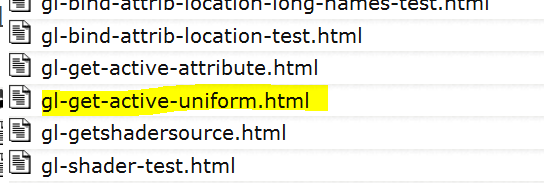 gl-bind-attrib-location-long-names-test.html
gl-bind-attrib-location-test.html
gl-get-active-attribute.html
gl-get-active-uniform.html
gl-getshadersource.html
gl-shader-test.html